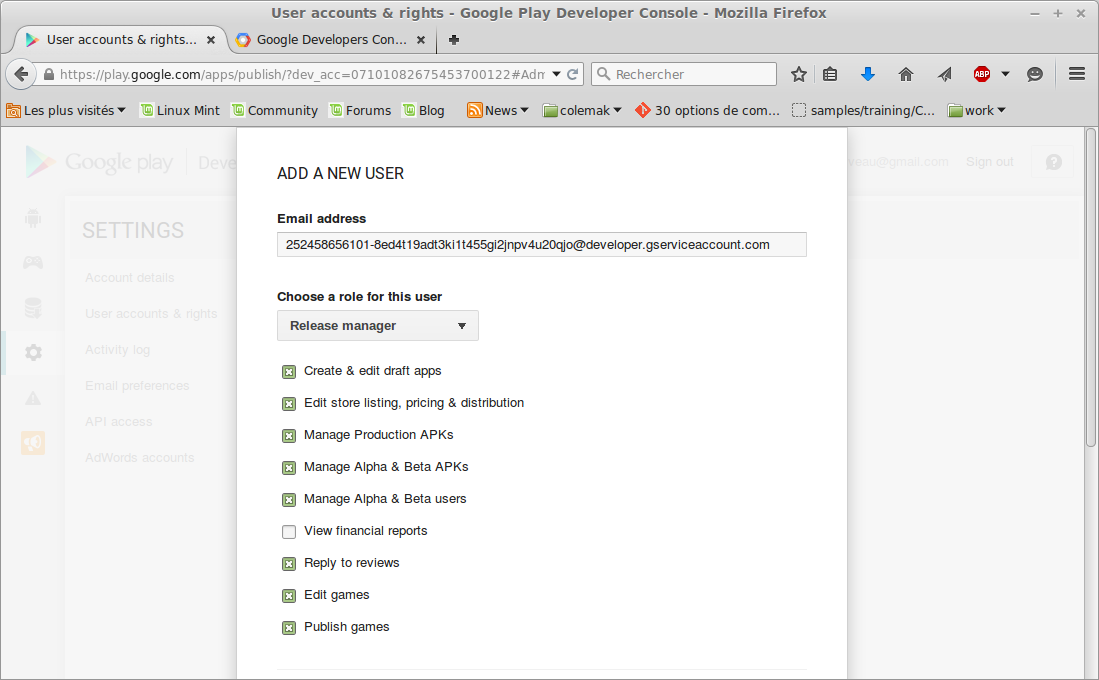 User accounts & rights - Google Play Developer Console - Mozilla Firefox
User accounts & rights... Google Developers Con...
https://play.google.com/apps/publish/?dev_acc=07101082675453700122#Adm Rechercher ABP
Les plus visités Linux Mint Community Forums Blog News colemak 30 options de com... samples/training/C... work
Google play Deve veau@gmail.com Sign out
ADD A NEW USER
Email address
252458656101-8ed4t19adt3ki1t455gi2jnpv4u20qjo@developer.gserviceaccount.com
Choose a role for this user
Release manager
Create & edit draft apps
Edit store listing, pricing & distribution
Manage Production APKs
Manage Alpha & Beta APKs
Manage Alpha & Beta users
View financial reports
Reply to reviews
Edit games
Publish games
SETTINGS
Account details
User accounts & rights
Activity log
Email preferences
API access
AdWords accounts